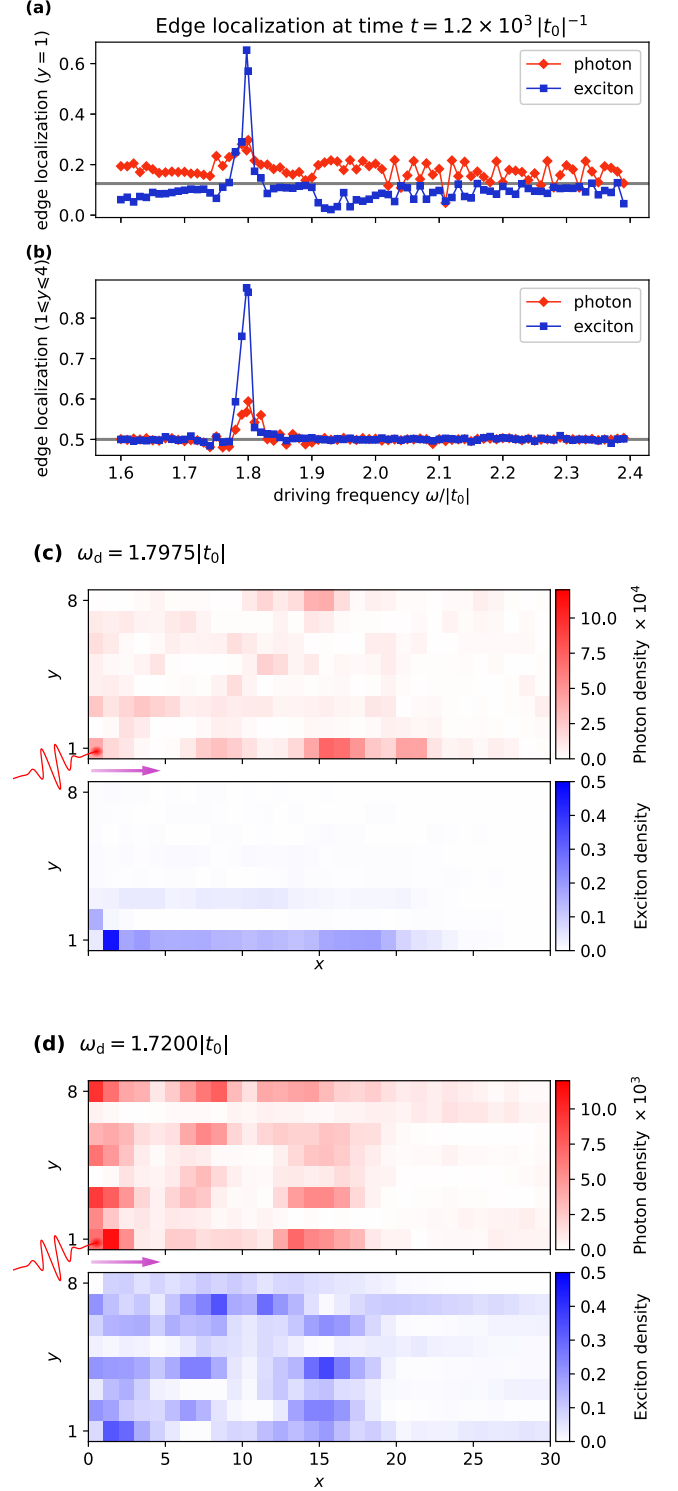 (a)
Edge localization at time t = 1.2 × 10³ |t₀|⁻¹
edge localization (y = 1)
0.6
0.4
0.2
0.0
photon
exciton
(b)
edge localization (1⩽y⩽4)
0.8
0.7
0.6
0.5
photon
exciton
1.6 1.7 1.8 1.9 2.0 2.1 2.2 2.3 2.4
driving frequency ω/|t₀|
(c) ω_d = 1.7975|t₀|
8
y
1
10.0
7.5
5.0
2.5
0.0
Photon density ×10⁴
8
y
1
x
0.5
0.4
0.3
0.2
0.1
0.0
Exciton density
(d) ω_d = 1.7200|t₀|
8
y
1
10.0
7.5
5.0
2.5
0.0
Photon density ×10³
8
y
1
0 5 10 15 20 25 30
x
0.5
0.4
0.3
0.2
0.1
0.0
Exciton density